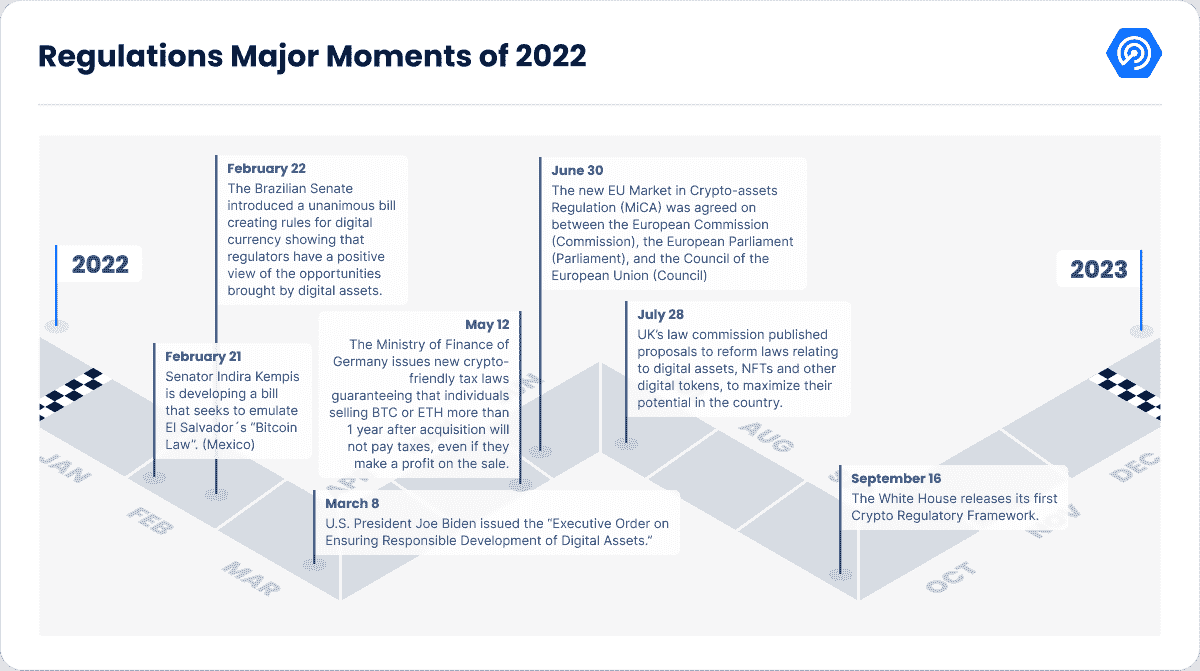 Regulations Major Moments of 2022
2022
February 21
Senator Indira Kempis
is developing a bill
that seeks to emulate
El Salvador´s “Bitcoin
Law”. (Mexico)
February 22
The Brazilian Senate
introduced a unanimous bill
creating rules for digital
currency showing that
regulators have a positive
view of the opportunities
brought by digital assets.
March 8
U.S. President Joe Biden issued the “Executive Order on
Ensuring Responsible Development of Digital Assets.”
May 12
The Ministry of Finance of
Germany issues new crypto-
friendly tax laws
guaranteeing that individuals
selling BTC or ETH more than
1 year after acquisition will
not pay taxes, even if they
make a profit on the sale.
June 30
The new EU Market in Crypto-assets
Regulation (MiCA) was agreed on
between the European Commission
(Commission), the European Parliament
(Parliament), and the Council of the
European Union (Council)
July 28
UK’s law commission published
proposals to reform laws relating
to digital assets, NFTs and other
digital tokens, to maximize their
potential in the country.
September 16
The White House releases its first
Crypto Regulatory Framework.
2023
JAN
FEB
MAR
AUG
OCT
DEC